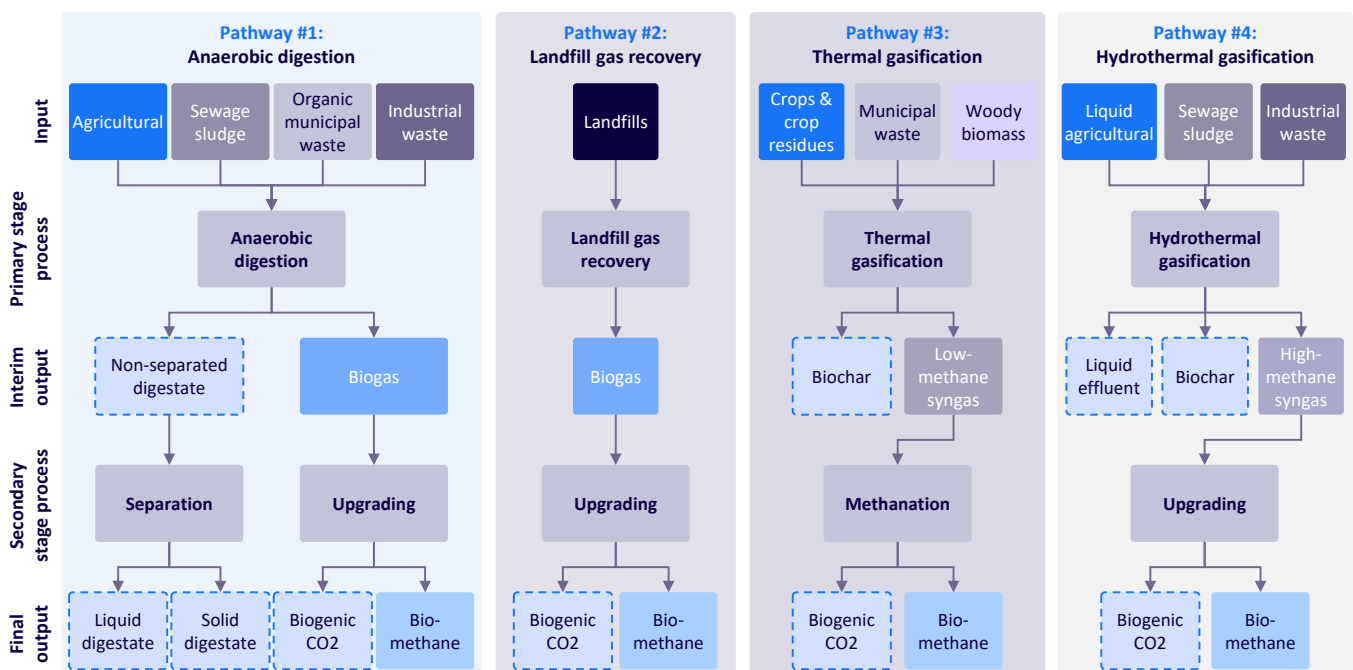 Pathway #1:
Anaerobic digestion
Pathway #2:
Landfill gas recovery
Pathway #3:
Thermal gasification
Pathway #4:
Hydrothermal gasification
Input
Agricultural
Sewage
sludge
Organic
municipal
waste
Industrial
waste
Landfills
Crops &
crop
residues
Municipal
waste
Woody
biomass
Liquid
agricultural
Sewage
sludge
Industrial
waste
Primary stage
process
Anaerobic
digestion
Landfill gas
recovery
Thermal
gasification
Hydrothermal
gasification
Interim
output
Non-separated
digestate
Biogas
Biogas
Biochar
Low-
methane
syngas
Liquid
effluent
Biochar
High-
methane
syngas
Secondary
stage process
Separation
Upgrading
Upgrading
Methanation
Upgrading
Final
output
Liquid
digestate
Solid
digestate
Biogenic
CO2
Bio-
methane
Biogenic
CO2
Bio-
methane
Biogenic
CO2
Bio-
methane
Biogenic
CO2
Bio-
methane